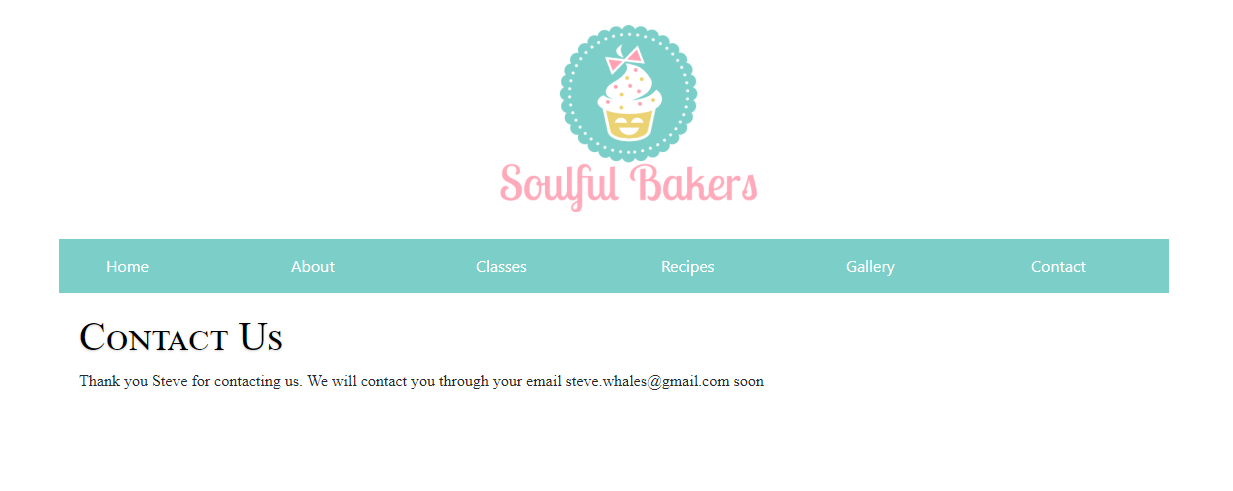 Soulful Bakers
Home About Classes Recipes Gallery Contact
Contact Us
Thank you Steve for contacting us. We will contact you through your email steve.whales@gmail.com soon